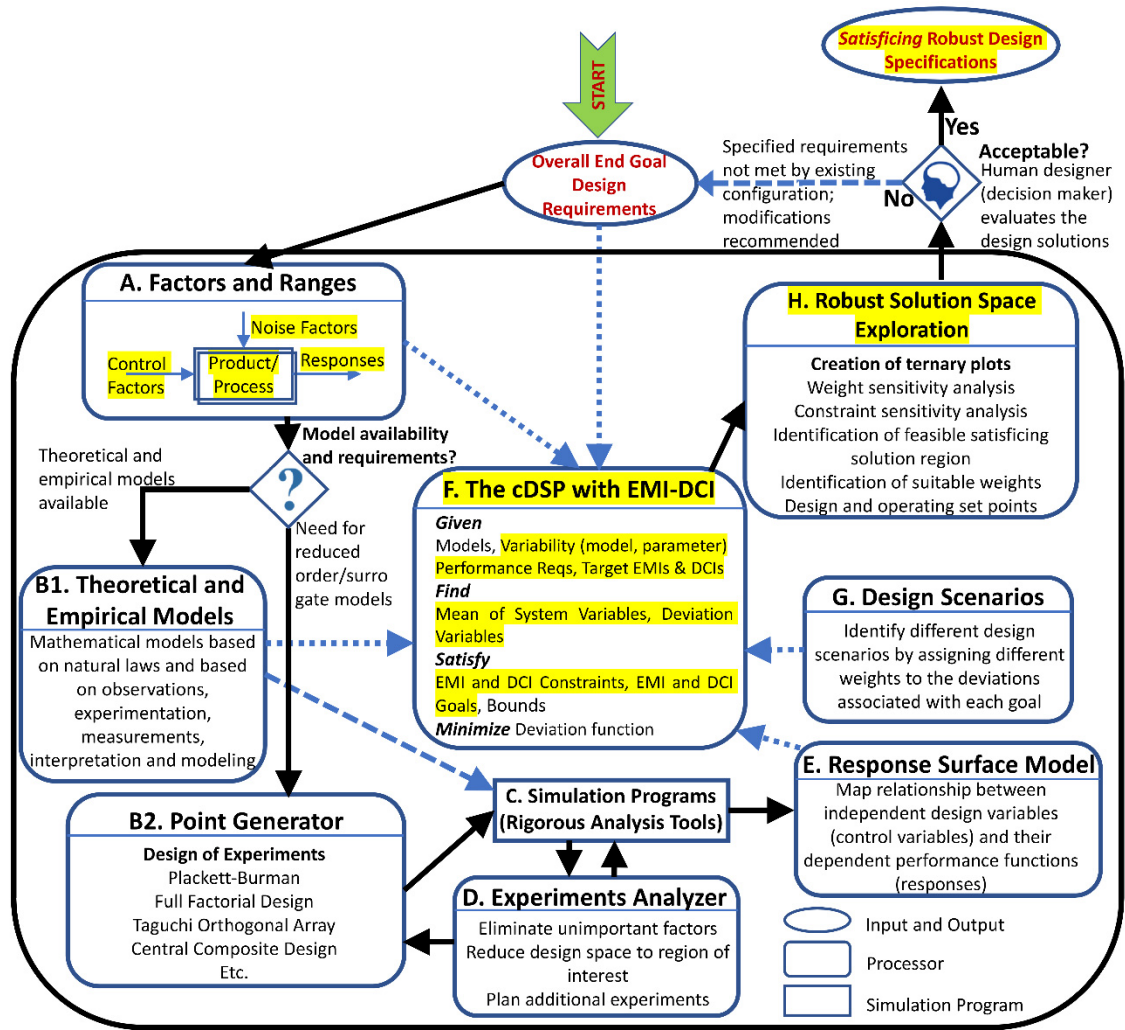 START
Satisficing Robust Design
Specifications
Yes
Acceptable?
Human designer
(decision maker)
evaluates the
design solutions
No
Specified requirements
not met by existing
configuration;
modifications
recommended
Overall End Goal
Design
Requirements
A. Factors and Ranges
Noise Factors
Control
Factors
Product/
Process
Responses
Model availability
and requirements?
?
Theoretical and
empirical models
available
Need for
reduced
order/surro
gate models
B1. Theoretical and
Empirical Models
Mathematical models based
on natural laws and based
on observations,
experimentation,
measurements,
interpretation and modeling
B2. Point Generator
Design of Experiments
Plackett-Burman
Full Factorial Design
Taguchi Orthogonal Array
Central Composite Design
Etc.
C. Simulation Programs
(Rigorous Analysis Tools)
D. Experiments Analyzer
Eliminate unimportant factors
Reduce design space to region of
interest
Plan additional experiments
E. Response Surface Model
Map relationship between
independent design variables
(control variables) and their
dependent performance functions
(responses)
F. The cDSP with EMI-DCI
Given
Models, Variability (model, parameter)
Performance Reqs, Target EMIs & DCIs
Find
Mean of System Variables, Deviation
Variables
Satisfy
EMI and DCI Constraints, EMI and DCI
Goals, Bounds
Minimize Deviation function
G. Design Scenarios
Identify different design
scenarios by assigning different
weights to the deviations
associated with each goal
H. Robust Solution Space
Exploration
Creation of ternary plots
Weight sensitivity analysis
Constraint sensitivity analysis
Identification of feasible satisficing
solution region
Identification of suitable weights
Design and operating set points
Input and Output
Processor
Simulation Program